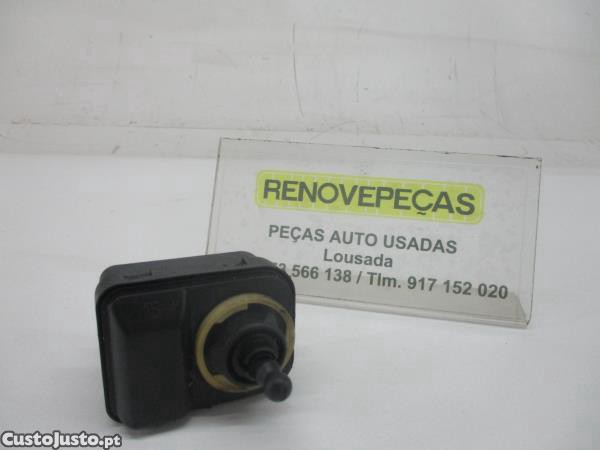 RENOVEPEÇAS
PEÇAS AUTO USADAS
Lousada
566 138 / Tlm. 917 152 020
CustoJusto.pt